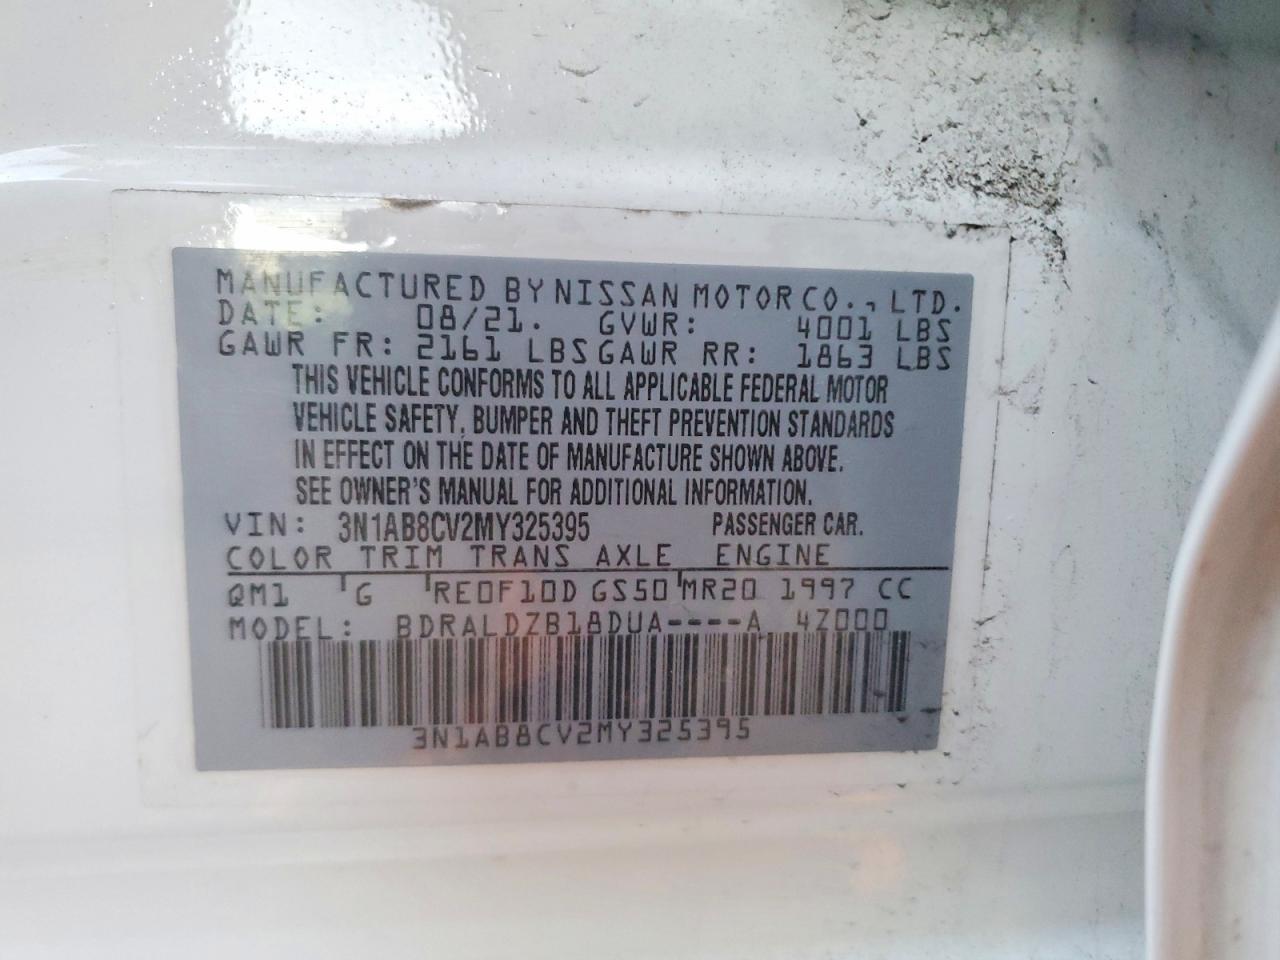 MANUFACTURED BY NISSAN MOTOR CO., LTD.
DATE: 08/21. GVWR: 4001 LBS
GAWR FR: 2161 LBS GAWR RR: 1863 LBS
THIS VEHICLE CONFORMS TO ALL APPLICABLE FEDERAL MOTOR
VEHICLE SAFETY, BUMPER AND THEFT PREVENTION STANDARDS
IN EFFECT ON THE DATE OF MANUFACTURE SHOWN ABOVE.
SEE OWNER'S MANUAL FOR ADDITIONAL INFORMATION.
VIN: 3N1AB8CV2MY325395 PASSENGER CAR.
COLOR TRIM TRANS AXLE ENGINE
QM1 G RE0F10D GS50 MR20 1997 CC
MODEL: BDRALDZB18DUA----A 4Z000
3N1AB8CV2MY325395